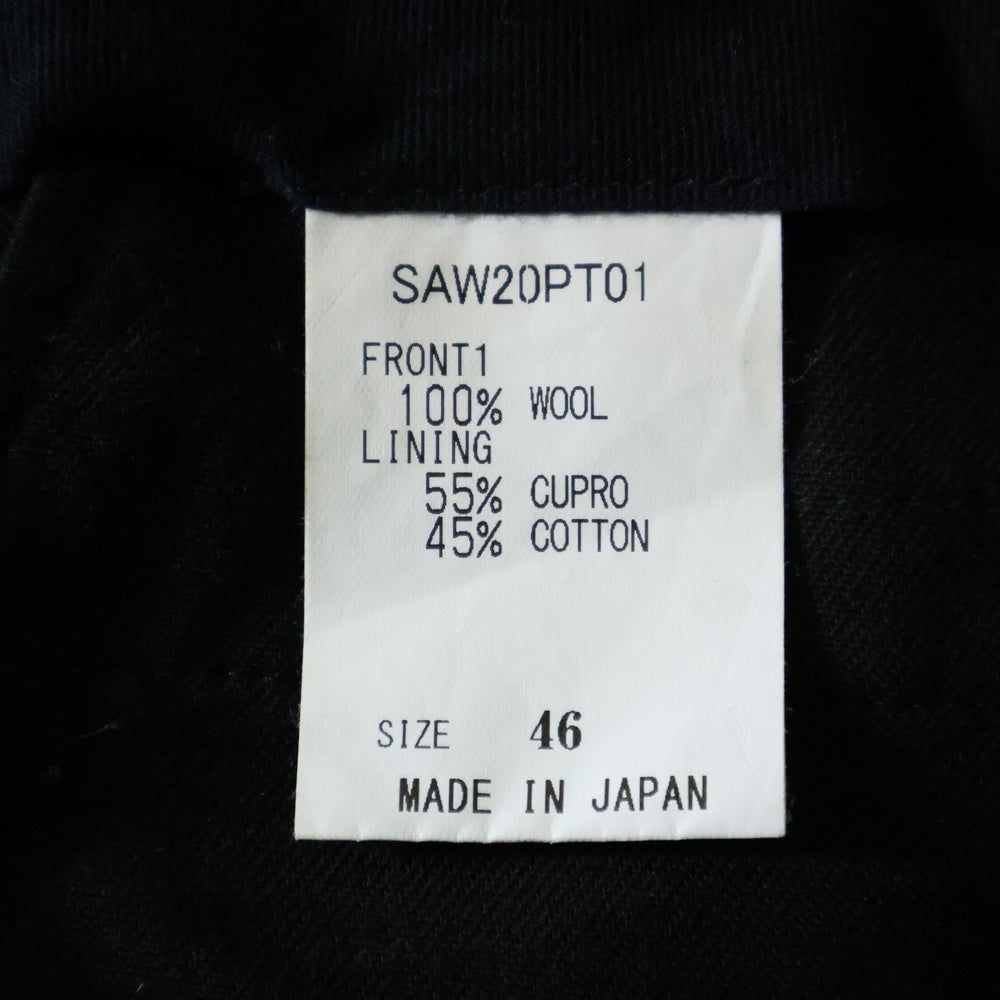 SAW20PT01
FRONT1
100% WOOL
LINING
55% CUPRO
45% COTTON
SIZE 46
MADE IN JAPAN